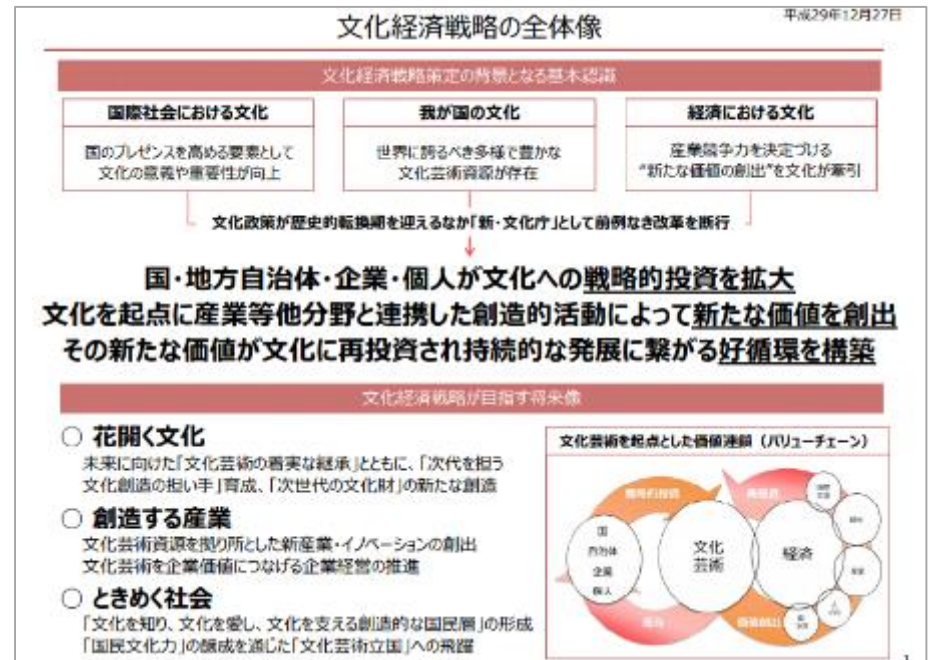 平成29年12月27日
文化経済戦略の全体像
文化経済戦略策定の背景となる基本認識
国際社会における文化
国のプレゼンスを高める要素として
文化の意義や重要性が向上
我が国の文化
世界に誇るべき多様で豊かな
文化芸術資源が存在
経済における文化
産業競争力を決定づける
“新たな価値の創出”を文化が牽引
文化政策が歴史的転換期を迎えるなか「新・文化庁」として前例なき改革を断行
国・地方自治体・企業・個人が文化への戦略的投資を拡大
文化を起点に産業等他分野と連携した創造的活動によって新たな価値を創出
その新たな価値が文化に再投資され持続的な発展に繋がる好循環を構築
文化経済戦略が目指す将来像
○ 花開く文化
未来に向けた「文化芸術の着実な継承」とともに、「次代を担う
文化創造の担い手」育成、「次世代の文化財」の新たな創造
○ 創造する産業
文化芸術資源を拠り所とした新産業・イノベーションの創出
文化芸術を企業価値につなげる企業経営の推進
○ ときめく社会
「文化を知り、文化を愛し、文化を支える創造的な国民層」の形成
「国民文化力」の醸成を通じた「文化芸術立国」への飛躍
文化芸術を起点とした価値連鎖（バリューチェーン）
戦略的投資
再投資
国
自治体
企業
個人
文化
芸術
経済
価値創出
1